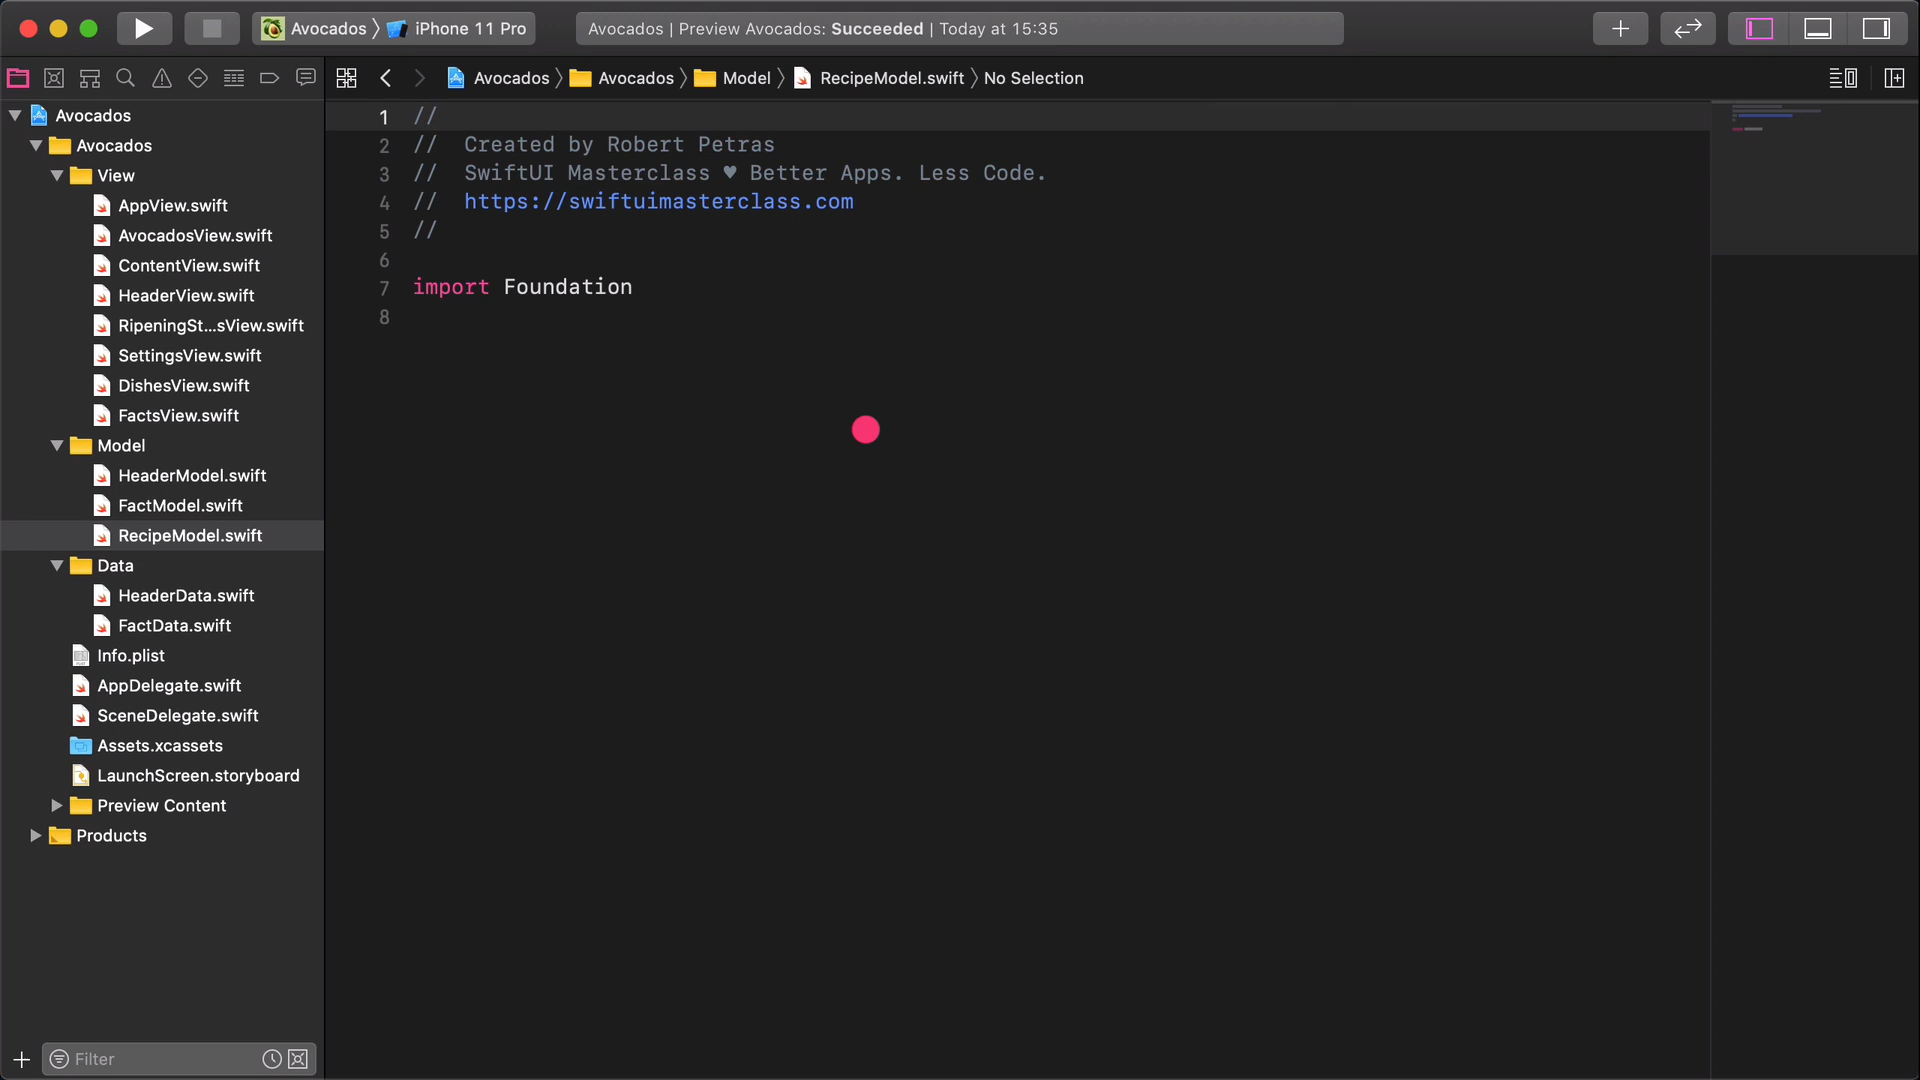 Avocados 〉 iPhone 11 Pro
Avocados | Preview Avocados: Succeeded | Today at 15:35
Avocados 〉 Avocados 〉 Model 〉 RecipeModel.swift 〉 No Selection
Avocados
Avocados
View
AppView.swift
AvocadosView.swift
ContentView.swift
HeaderView.swift
RipeningSt...sView.swift
SettingsView.swift
DishesView.swift
FactsView.swift
Model
HeaderModel.swift
FactModel.swift
RecipeModel.swift
Data
HeaderData.swift
FactData.swift
Info.plist
AppDelegate.swift
SceneDelegate.swift
Assets.xcassets
LaunchScreen.storyboard
Preview Content
Products
Filter
1 //
2 // Created by Robert Petras
3 // SwiftUI Masterclass ♥ Better Apps. Less Code.
4 // https://swiftuimasterclass.com
5 //
6
7 import Foundation
8